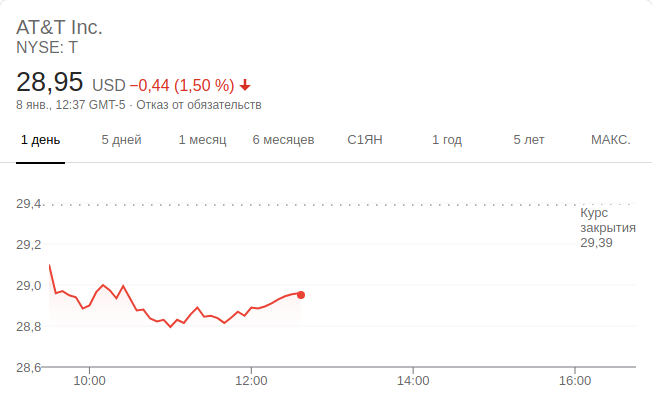 AT&T Inc.
NYSE: T
28,95 USD −0,44 (1,50 %)
8 янв., 12:37 GMT-5 · Отказ от обязательств
1 день 5 дней 1 месяц 6 месяцев С1ЯН 1 год 5 лет МАКС.
29,4
Курс
закрытия
29,39
29,2
29,0
28,8
28,6
10:00 12:00 14:00 16:00